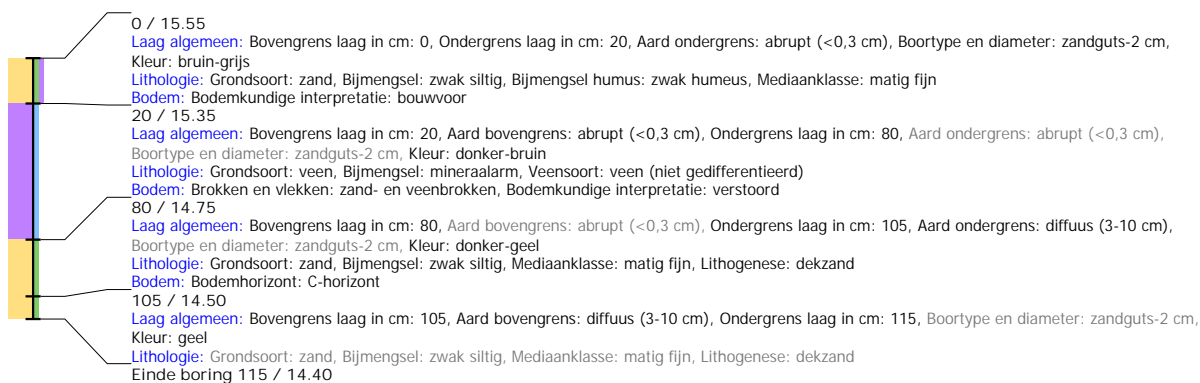 0 / 15.55
Laag algemeen: Bovengrens laag in cm: 0, Ondergrens laag in cm: 20, Aard ondergrens: abrupt (<0,3 cm), Boortype en diameter: zandguts-2 cm,
Kleur: bruin-grijs
Lithologie: Grondsoort: zand, Bijmengsel: zwak siltig, Bijmengsel humus: zwak humeus, Mediaanklasse: matig fijn
Bodem: Bodemkundige interpretatie: bouwvoor
20 / 15.35
Laag algemeen: Bovengrens laag in cm: 20, Aard bovengrens: abrupt (<0,3 cm), Ondergrens laag in cm: 80, Aard ondergrens: abrupt (<0,3 cm),
Boortype en diameter: zandguts-2 cm, Kleur: donker-bruin
Lithologie: Grondsoort: veen, Bijmengsel: mineraalarm, Veensoort: veen (niet gedifferentieerd)
Bodem: Brokken en vlekken: zand- en veenbrokken, Bodemkundige interpretatie: verstoord
80 / 14.75
Laag algemeen: Bovengrens laag in cm: 80, Aard bovengrens: abrupt (<0,3 cm), Ondergrens laag in cm: 105, Aard ondergrens: diffuus (3-10 cm),
Boortype en diameter: zandguts-2 cm, Kleur: donker-geel
Lithologie: Grondsoort: zand, Bijmengsel: zwak siltig, Mediaanklasse: matig fijn, Lithogenese: dekzand
Bodem: Bodemhorizont: C-horizont
105 / 14.50
Laag algemeen: Bovengrens laag in cm: 105, Aard bovengrens: diffuus (3-10 cm), Ondergrens laag in cm: 115, Boortype en diameter: zandguts-2 cm,
Kleur: geel
Lithologie: Grondsoort: zand, Bijmengsel: zwak siltig, Mediaanklasse: matig fijn, Lithogenese: dekzand
Einde boring 115 / 14.40